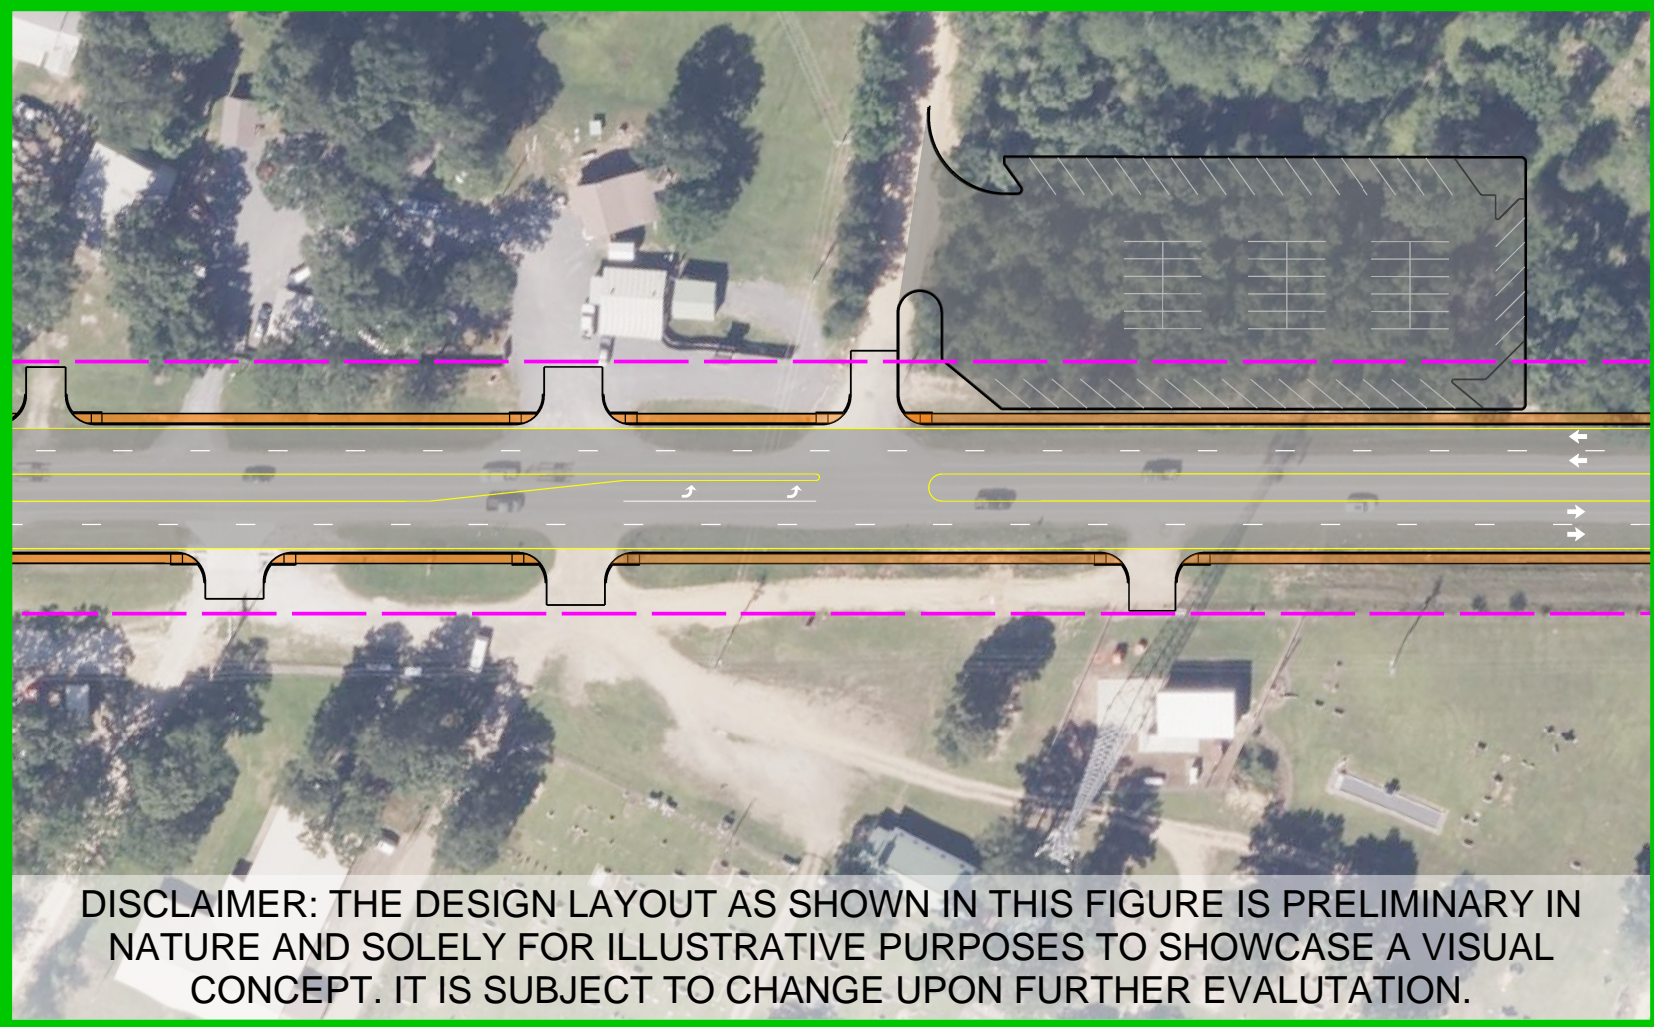 DISCLAIMER: THE DESIGN LAYOUT AS SHOWN IN THIS FIGURE IS PRELIMINARY IN
NATURE AND SOLELY FOR ILLUSTRATIVE PURPOSES TO SHOWCASE A VISUAL
CONCEPT. IT IS SUBJECT TO CHANGE UPON FURTHER EVALUTATION.